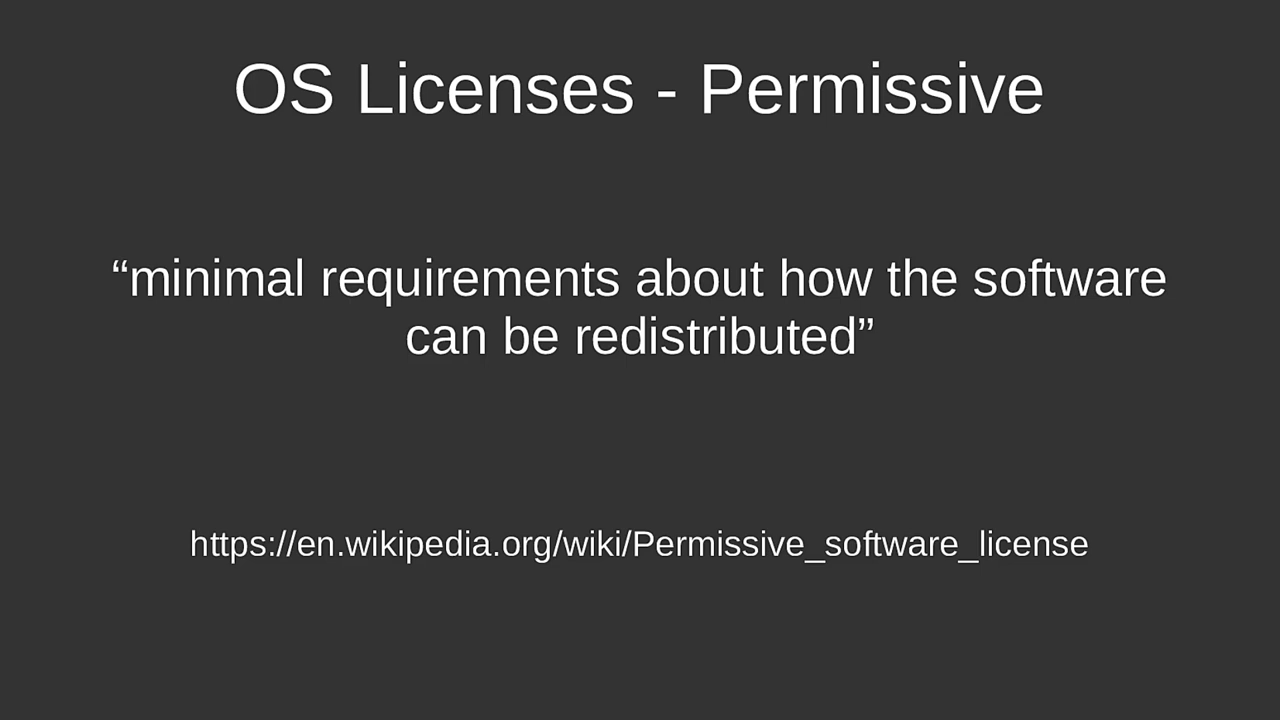 OS Licenses - Permissive
“minimal requirements about how the software
can be redistributed”
https://en.wikipedia.org/wiki/Permissive_software_license